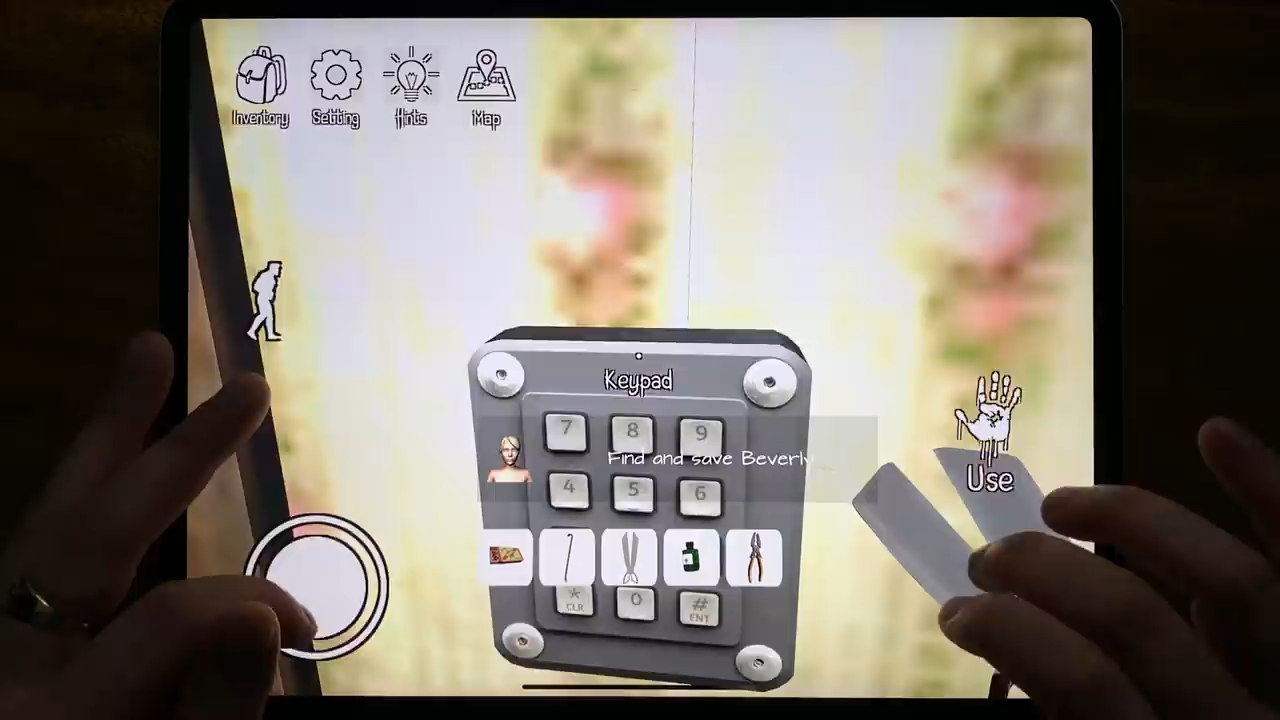 Inventory Setting Hints Map
Keypad
7 8 9
Find and save Beverly
4 5 6
Use
* 0 #
CLR ENT